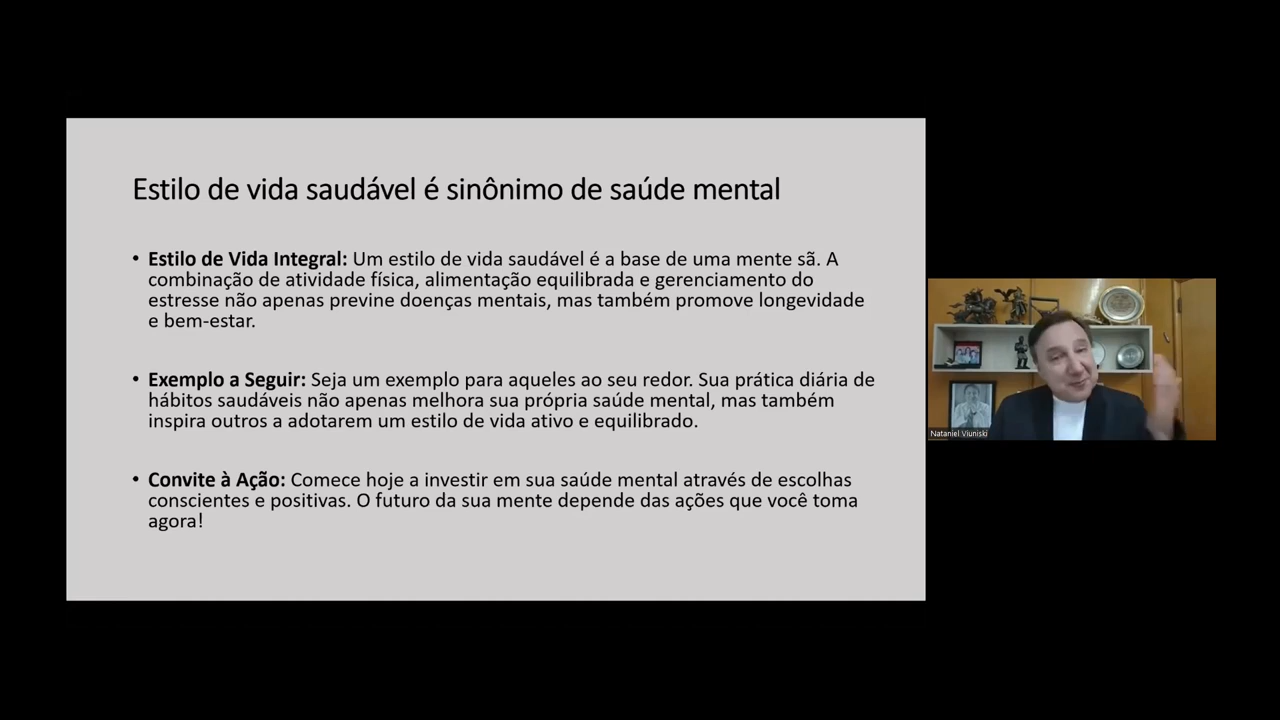 Estilo de vida saudável é sinônimo de saúde mental
• Estilo de Vida Integral: Um estilo de vida saudável é a base de uma mente sã. A
combinação de atividade física, alimentação equilibrada e gerenciamento do
estresse não apenas previne doenças mentais, mas também promove longevidade
e bem-estar.
• Exemplo a Seguir: Seja um exemplo para aqueles ao seu redor. Sua prática diária de
hábitos saudáveis não apenas melhora sua própria saúde mental, mas também
inspira outros a adotarem um estilo de vida ativo e equilibrado.
• Convite à Ação: Comece hoje a investir em sua saúde mental através de escolhas
conscientes e positivas. O futuro da sua mente depende das ações que você toma
agora!
Nataniel Viuniski